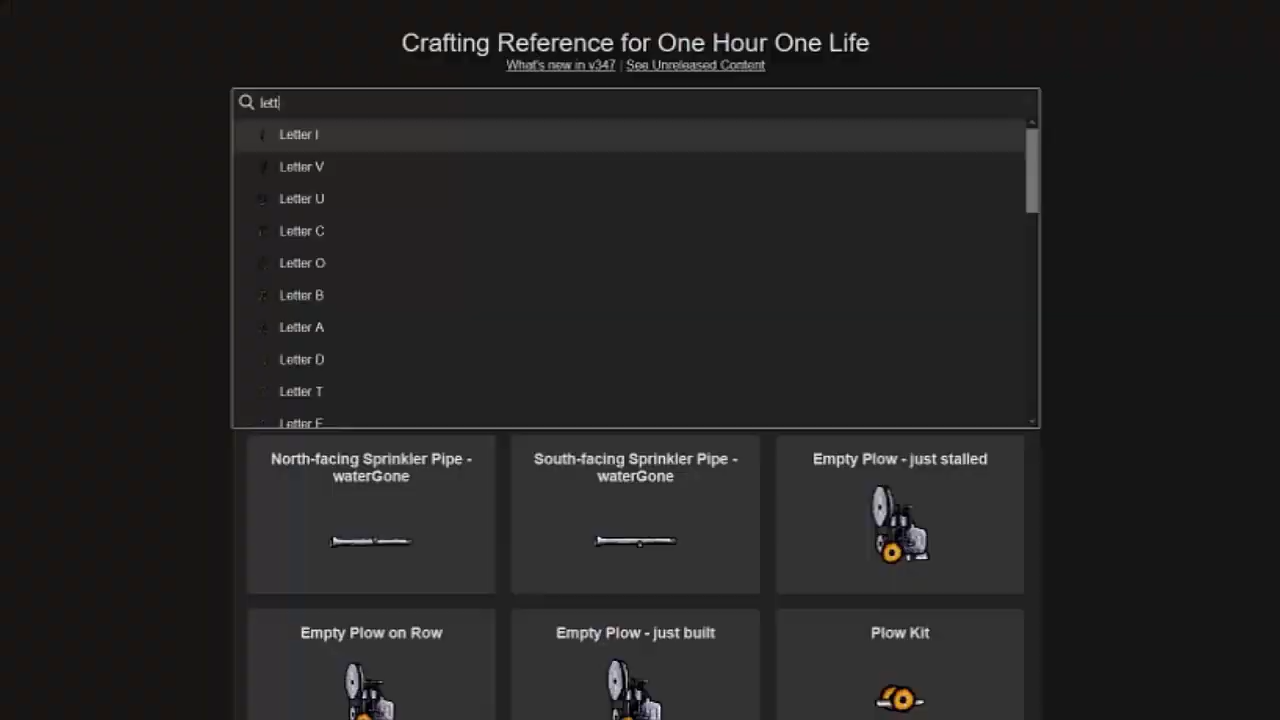 Crafting Reference for One Hour One Life
What's new in v347 | See Unreleased Content
lett
Letter I
Letter V
Letter U
Letter C
Letter O
Letter B
Letter A
Letter D
Letter T
North-facing Sprinkler Pipe -
waterGone
South-facing Sprinkler Pipe -
waterGone
Empty Plow - just stalled
Empty Plow on Row
Empty Plow - just built
Plow Kit